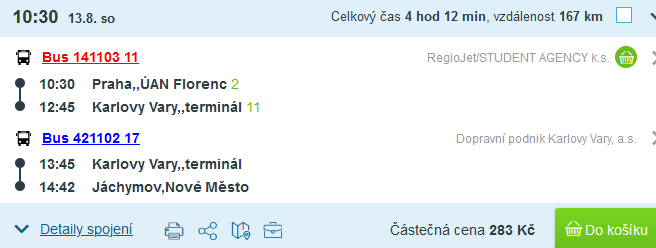 10:30 13.8. so Celkový čas 4 hod 12 min, vzdálenost 167 km
Bus 141103 11 RegioJet/STUDENT AGENCY k.s.
10:30 Praha,,ÚAN Florenc 2
12:45 Karlovy Vary,,terminál 11
Bus 421102 17 Dopravní podnik Karlovy Vary, a.s.
13:45 Karlovy Vary,,terminál
14:42 Jáchymov,Nové Město
Detaily spojení Částečná cena 283 Kč Do košíku